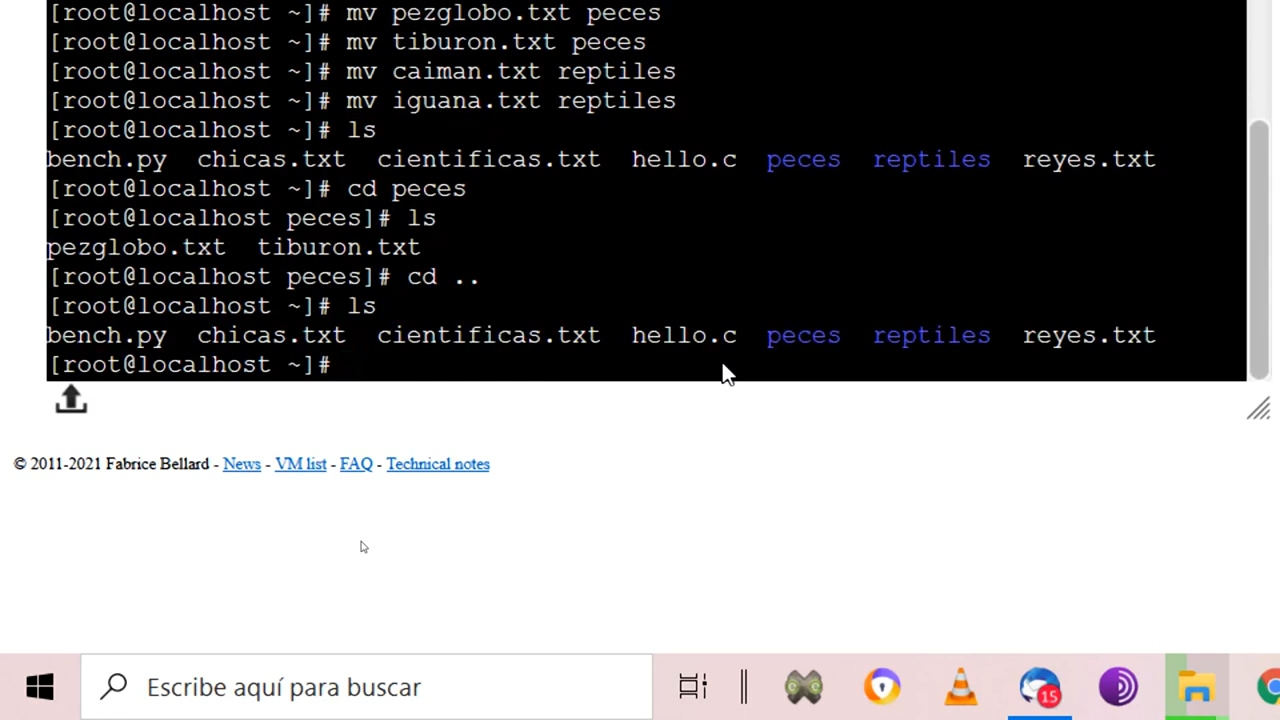 [root@localhost ~]# mv pezglobo.txt peces
[root@localhost ~]# mv tiburon.txt peces
[root@localhost ~]# mv caiman.txt reptiles
[root@localhost ~]# mv iguana.txt reptiles
[root@localhost ~]# ls
bench.py  chicas.txt  cientificas.txt  hello.c  peces  reptiles  reyes.txt
[root@localhost ~]# cd peces
[root@localhost peces]# ls
pezglobo.txt  tiburon.txt
[root@localhost peces]# cd ..
[root@localhost ~]# ls
bench.py  chicas.txt  cientificas.txt  hello.c  peces  reptiles  reyes.txt
[root@localhost ~]#
© 2011-2021 Fabrice Bellard - News - VM list - FAQ - Technical notes
Escribe aquí para buscar
15